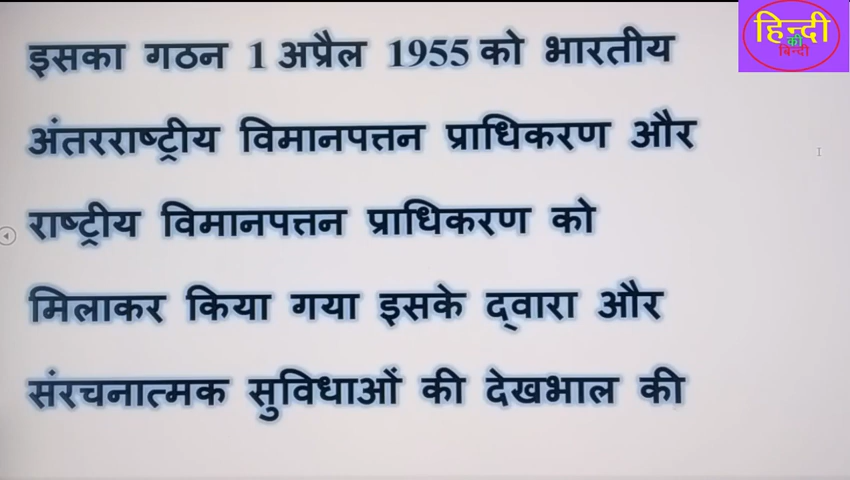 हिन्दी
की
बिन्दी
इसका गठन 1 अप्रैल 1955 को भारतीय
अंतरराष्ट्रीय विमानपत्तन प्राधिकरण और
राष्ट्रीय विमानपत्तन प्राधिकरण को
मिलाकर किया गया इसके द्वारा और
संरचनात्मक सुविधाओं की देखभाल की